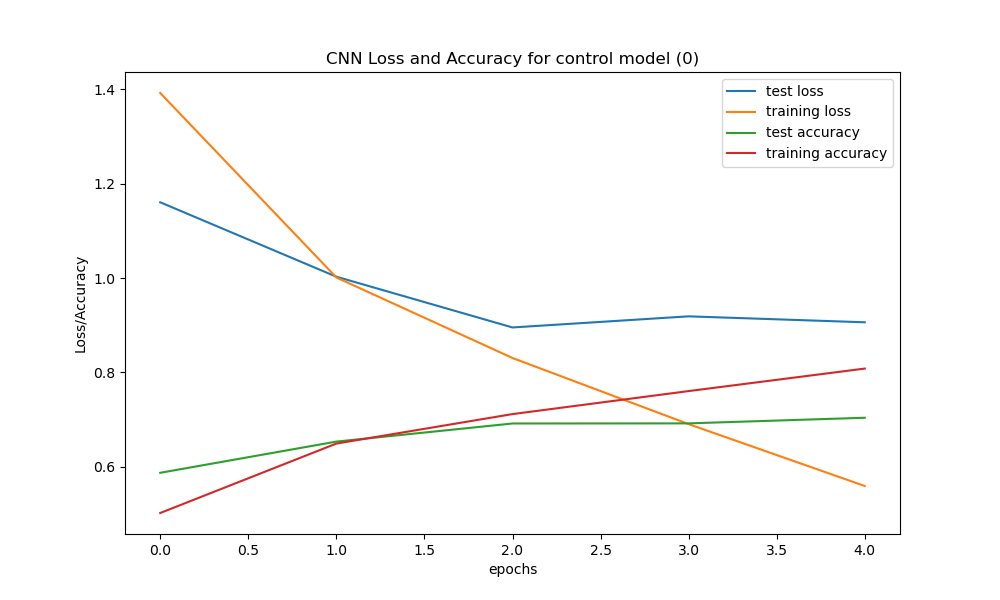 CNN Loss and Accuracy for control model (0)
test loss
training loss
test accuracy
training accuracy
Loss/Accuracy
1.4
1.2
1.0
0.8
0.6
0.0 0.5 1.0 1.5 2.0 2.5 3.0 3.5 4.0
epochs